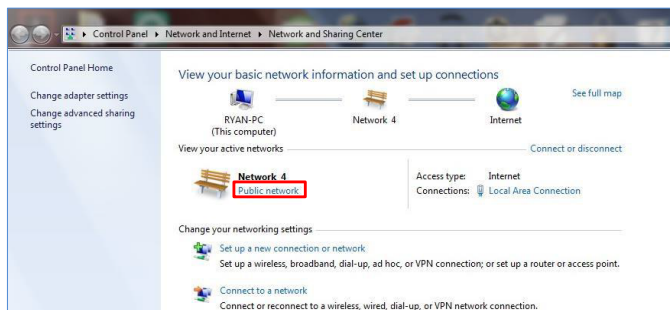 Control Panel ▸ Network and Internet ▸ Network and Sharing Center
Control Panel Home
Change adapter settings
Change advanced sharing
settings
View your basic network information and set up connections
See full map
RYAN-PC
(This computer)
Network 4
Internet
View your active networks
Connect or disconnect
Network 4
Public network
Access type: Internet
Connections: Local Area Connection
Change your networking settings
Set up a new connection or network
Set up a wireless, broadband, dial-up, ad hoc, or VPN connection; or set up a router or access point.
Connect to a network
Connect or reconnect to a wireless, wired, dial-up, or VPN network connection.